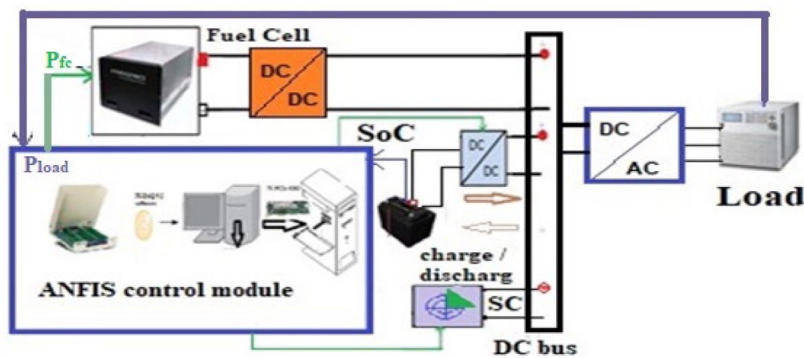 Fuel Cell
Pfc
DC
DC
SoC
DC
DC
DC
AC
Pload
Load
ANFIS control module
charge /
discharg
SC
DC bus